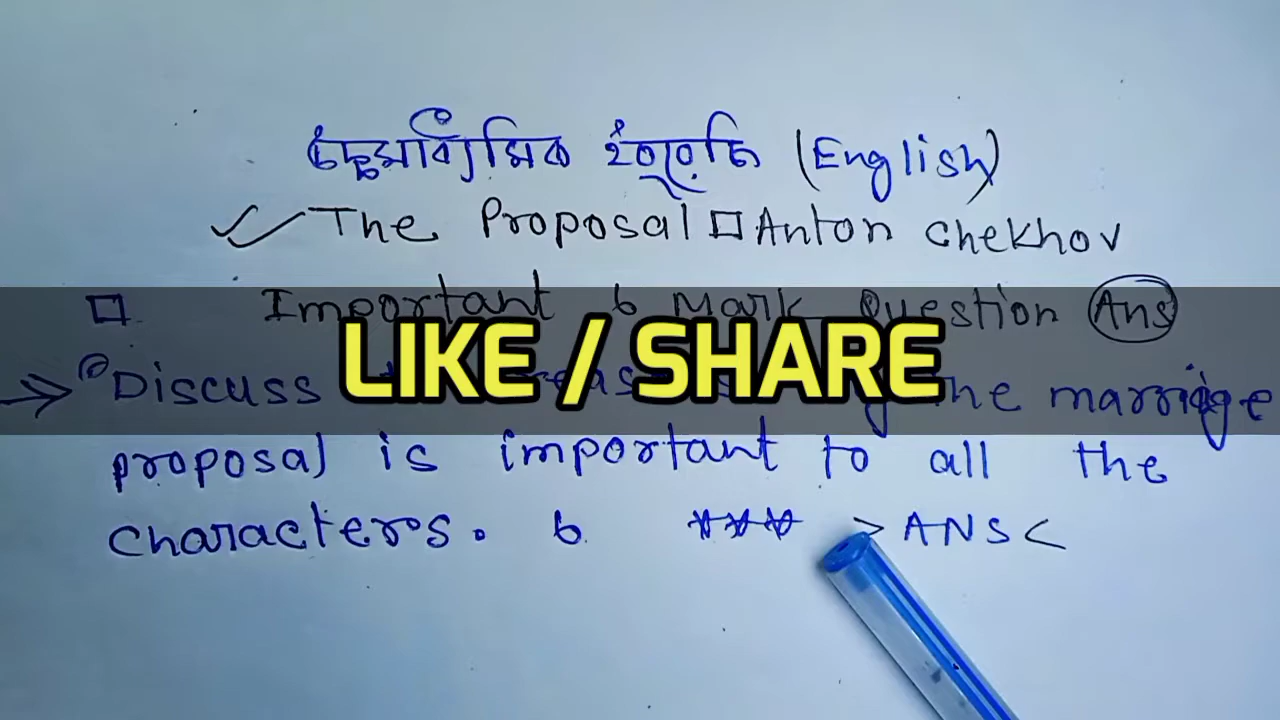 উচ্চমাধ্যমিক ইংরেজি (English)
The Proposal Anton Chekhov
Important 6 Mark Question Ans
LIKE / SHARE
Discuss the marriage
proposal is important to all the
characters. 6 *** > ANS <